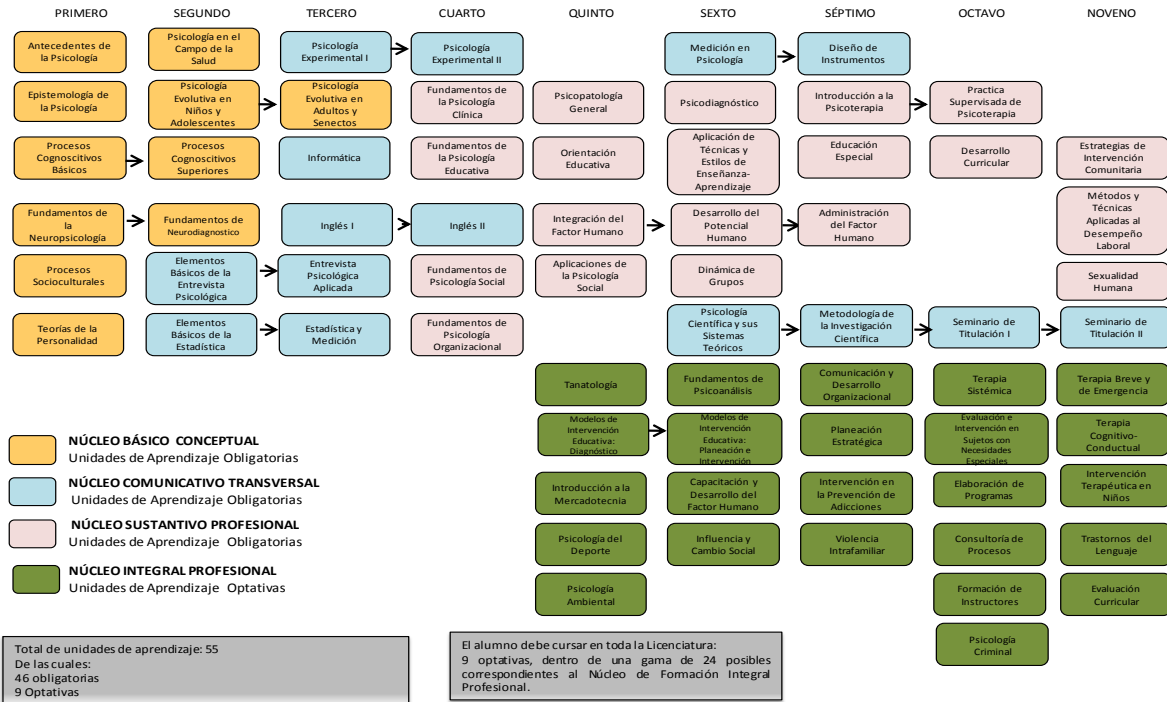 PRIMERO
SEGUNDO
TERCERO
CUARTO
QUINTO
SEXTO
SÉPTIMO
OCTAVO
NOVENO
Antecedentes de
la Psicología
Psicología en el
Campo de la
Salud
Psicología
Experimental I
Psicología
Experimental II
Medición en
Psicología
Diseño de
Instrumentos
Epistemología de
la Psicología
Psicología
Evolutiva en
Niños y
Adolescentes
Psicología
Evolutiva en
Adultos y
Senectos
Fundamentos de
la Psicología
Clínica
Psicopatología
General
Psicodiagnóstico
Introducción a la
Psicoterapia
Practica
Supervisada de
Psicoterapia
Procesos
Cognoscitivos
Básicos
Procesos
Cognoscitivos
Superiores
Informática
Fundamentos de
la Psicología
Educativa
Orientación
Educativa
Aplicación de
Técnicas y
Estilos de
Enseñanza-
Aprendizaje
Educación
Especial
Desarrollo
Curricular
Estrategias de
Intervención
Comunitaria
Fundamentos de
la
Neuropsicología
Fundamentos de
Neurodiagnostico
Inglés I
Inglés II
Integración del
Factor Humano
Desarrollo del
Potencial
Humano
Administración
del Factor
Humano
Métodos y
Técnicas
Aplicadas al
Desempeño
Laboral
Procesos
Socioculturales
Elementos
Básicos de la
Entrevista
Psicológica
Entrevista
Psicológica
Aplicada
Fundamentos de
Psicología Social
Aplicaciones de
la Psicología
Social
Dinámica de
Grupos
Sexualidad
Humana
Teorías de la
Personalidad
Elementos
Básicos de la
Estadística
Estadística y
Medición
Fundamentos de
Psicología
Organizacional
Psicología
Científica y sus
Sistemas
Teóricos
Metodología de
la Investigación
Científica
Seminario de
Titulación I
Seminario de
Titulación II
Tanatología
Fundamentos de
Psicoanálisis
Comunicación y
Desarrollo
Organizacional
Terapia
Sistémica
Terapia Breve y
de Emergencia
Modelos de
Intervención
Educativa:
Diagnóstico
Modelos de
Intervención
Educativa:
Planeación e
Intervención
Planeación
Estratégica
Evaluación e
Intervención en
Sujetos con
Necesidades
Especiales
Terapia
Cognitivo-
Conductual
Introducción a la
Mercadotecnia
Capacitación y
Desarrollo del
Factor Humano
Intervención en
la Prevención de
Adicciones
Elaboración de
Programas
Intervención
Terapéutica en
Niños
Psicología del
Deporte
Influencia y
Cambio Social
Violencia
Intrafamiliar
Consultoría de
Procesos
Trastornos del
Lenguaje
Psicología
Ambiental
Formación de
Instructores
Evaluación
Curricular
Psicología
Criminal
NÚCLEO BÁSICO CONCEPTUAL
Unidades de Aprendizaje Obligatorias
NÚCLEO COMUNICATIVO TRANSVERSAL
Unidades de Aprendizaje Obligatorias
NÚCLEO SUSTANTIVO PROFESIONAL
Unidades de Aprendizaje Obligatorias
NÚCLEO INTEGRAL PROFESIONAL
Unidades de Aprendizaje Optativas
Total de unidades de aprendizaje: 55
De las cuales:
46 obligatorias
9 Optativas
El alumno debe cursar en toda la Licenciatura:
9 optativas, dentro de una gama de 24 posibles
correspondientes al Núcleo de Formación Integral
Profesional.